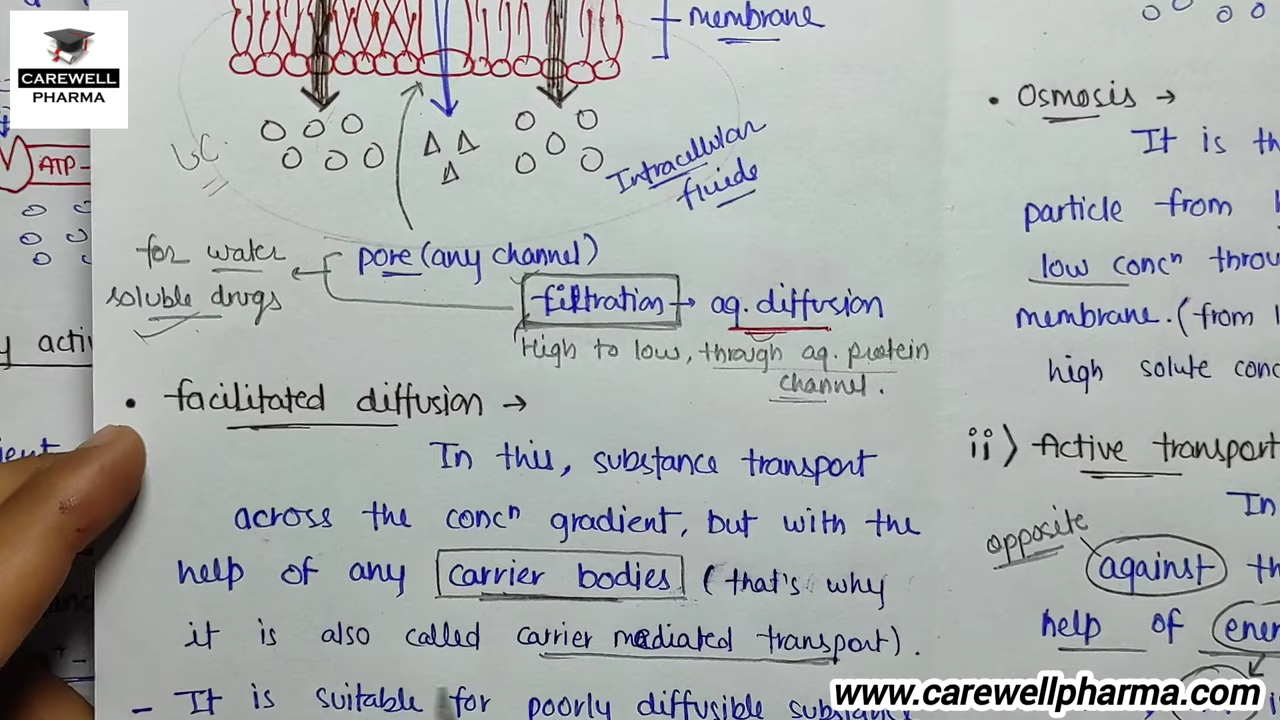 CAREWELL
PHARMA
membrane
ATP-
I.C.
Intracellular
fluids
for water
soluble drugs
pore (any channel)
filtration → aq. diffusion
High to low, through aq. protein
channel.
• facilitated diffusion →
In this, substance transport
across the concⁿ gradient, but with the
help of any carrier bodies (that's why
it is also called carrier mediated transport).
- It is suitable for poorly diffusible substance
• Osmosis →
It is th
particle from
low concⁿ throu
membrane. (from
high solute conc
ii) Active transport
In
opposite
against th
help of ener
www.carewellpharma.com